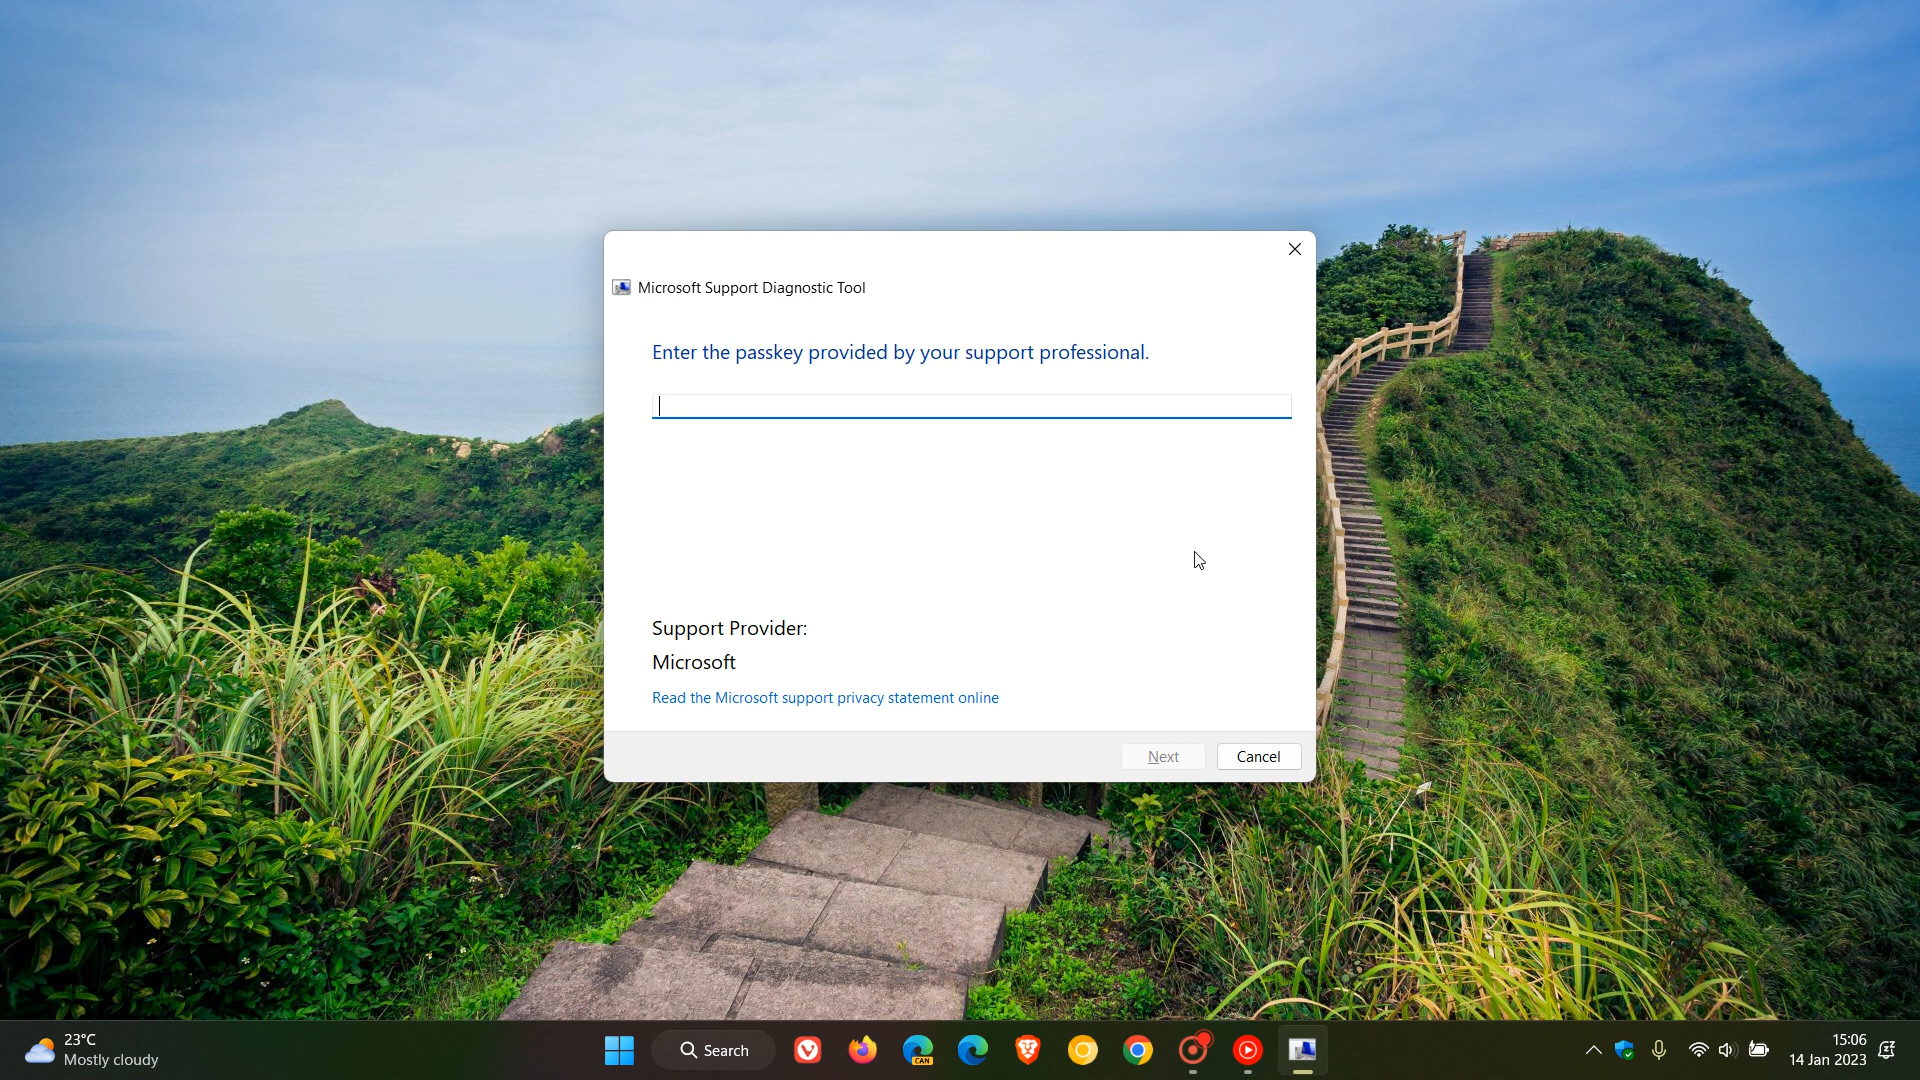 Microsoft Support Diagnostic Tool
Enter the passkey provided by your support professional.
Support Provider:
Microsoft
Read the Microsoft support privacy statement online
Next
Cancel
23°C
Mostly cloudy
Search
CAN
15:06
14 Jan 2023